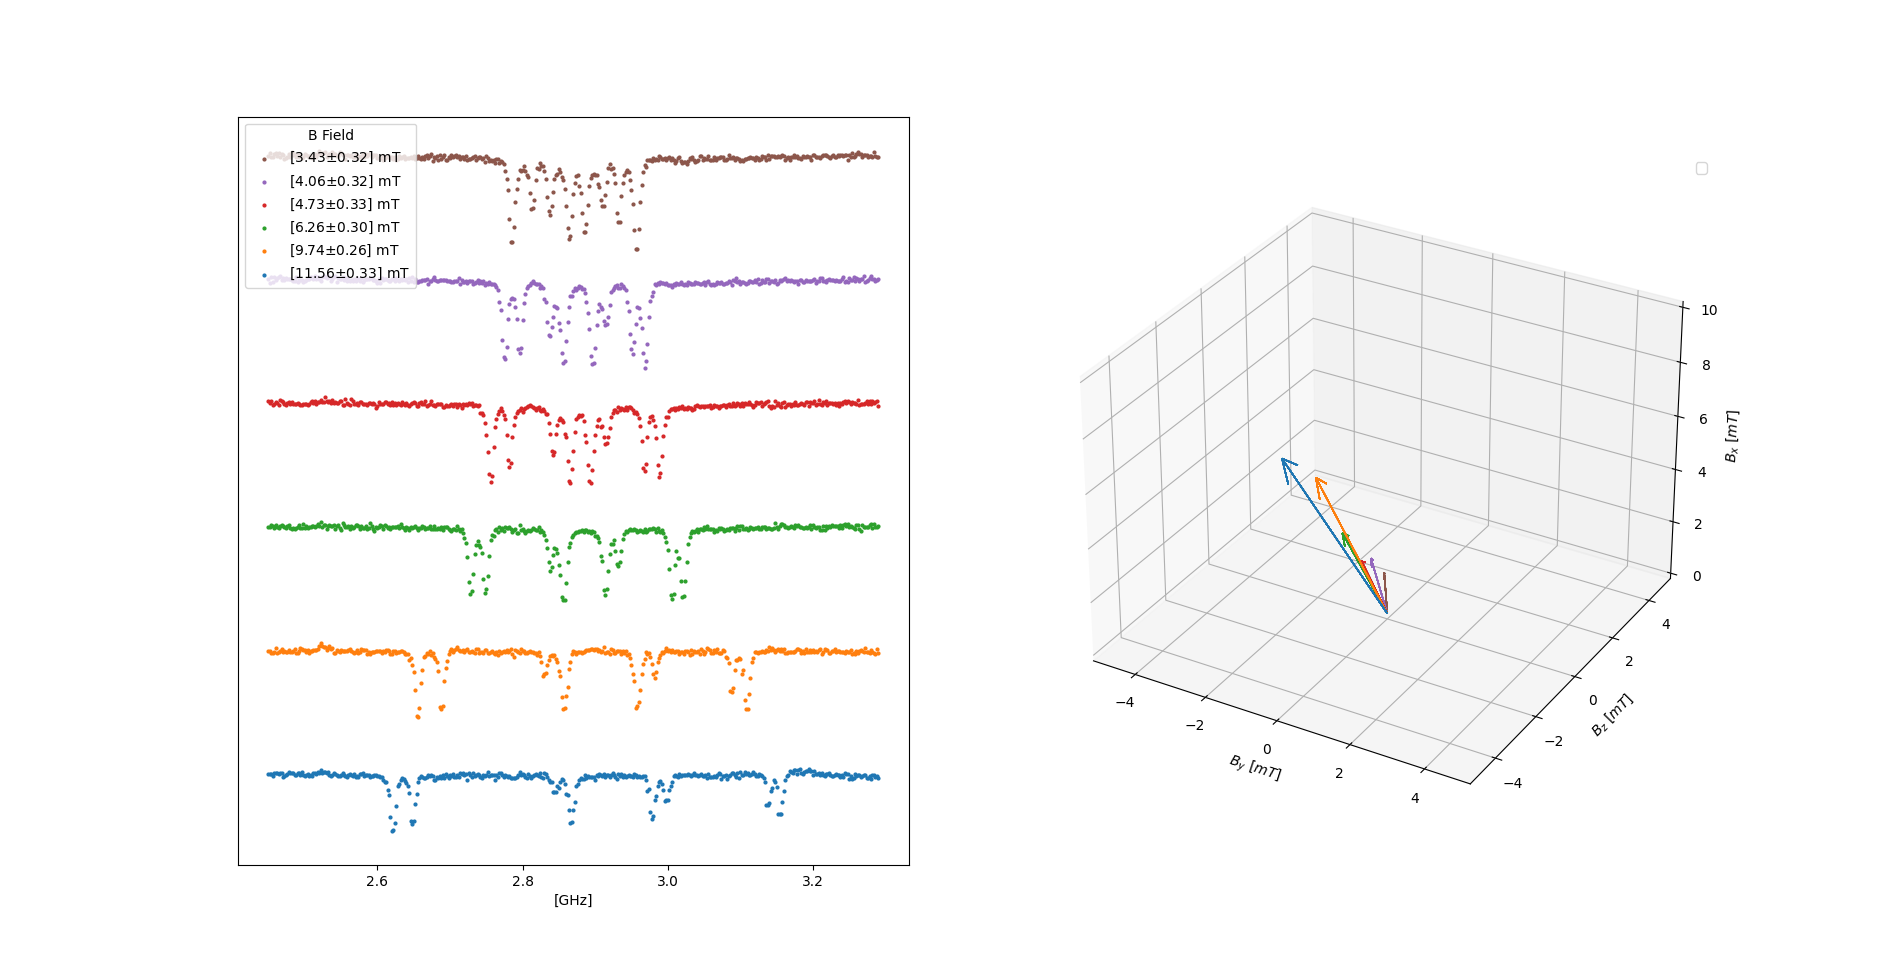 B Field
[3.43±0.32] mT
[4.06±0.32] mT
[4.73±0.33] mT
[6.26±0.30] mT
[9.74±0.26] mT
[11.56±0.33] mT
2.6 2.8 3.0 3.2
[GHz]
10
8
6
4
2
0
B_x [mT]
4
2
0
−2
−4
B_z [mT]
−4
−2
0
2
4
B_y [mT]